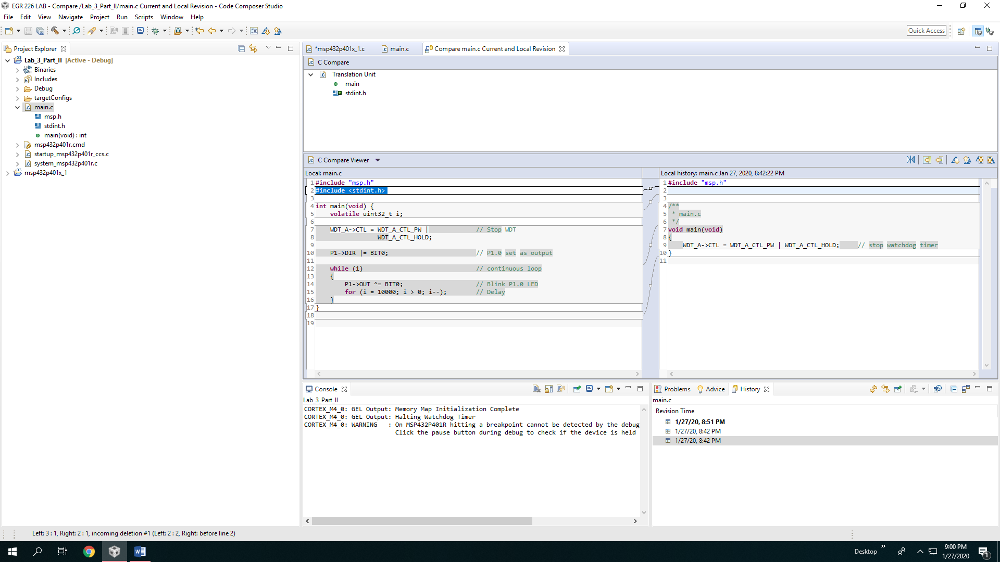 EGR 226 LAB - Compare /Lab_3_Part_II/main.c Current and Local Revision - Code Composer Studio
File Edit View Navigate Project Run Scripts Window Help
Quick Access
Project Explorer
Lab_3_Part_II [Active - Debug]
Binaries
Includes
Debug
targetConfigs
main.c
msp.h
stdint.h
main(void) : int
msp432p401r.cmd
startup_msp432p401r_ccs.c
system_msp432p401r.c
msp432p401x_1
*msp432p401x_1.c main.c Compare main.c Current and Local Revision
C Compare
Translation Unit
main
stdint.h
C Compare Viewer
Local: main.c
1 #include "msp.h"
2 #include <stdint.h>
3
4 int main(void) {
5     volatile uint32_t i;
6
7     WDT_A->CTL = WDT_A_CTL_PW |             // Stop WDT
8                  WDT_A_CTL_HOLD;
9
10     P1->DIR |= BIT0;                        // P1.0 set as output
11
12     while (1)                               // continuous loop
13     {
14         P1->OUT ^= BIT0;                    // Blink P1.0 LED
15         for (i = 10000; i > 0; i--);        // Delay
16     }
17 }
18
19
Local history: main.c Jan 27, 2020, 8:42:22 PM
1 #include "msp.h"
2
3
4 /**
5  * main.c
6  */
7 void main(void)
8 {
9     WDT_A->CTL = WDT_A_CTL_PW | WDT_A_CTL_HOLD;     // stop watchdog timer
10 }
11
Console
Lab_3_Part_II
CORTEX_M4_0: GEL Output: Memory Map Initialization Complete
CORTEX_M4_0: GEL Output: Halting Watchdog Timer
CORTEX_M4_0: WARNING   : On MSP432P401R hitting a breakpoint cannot be detected by the debug
Click the pause button during debug to check if the device is held
Problems Advice History
main.c
Revision Time
1/27/20, 8:51 PM
1/27/20, 8:42 PM
1/27/20, 8:42 PM
Left: 3 : 1, Right: 2 : 1, incoming deletion #1 (Left: 2 : 2, Right: before line 2)
Desktop
9:00 PM
1/27/2020
1